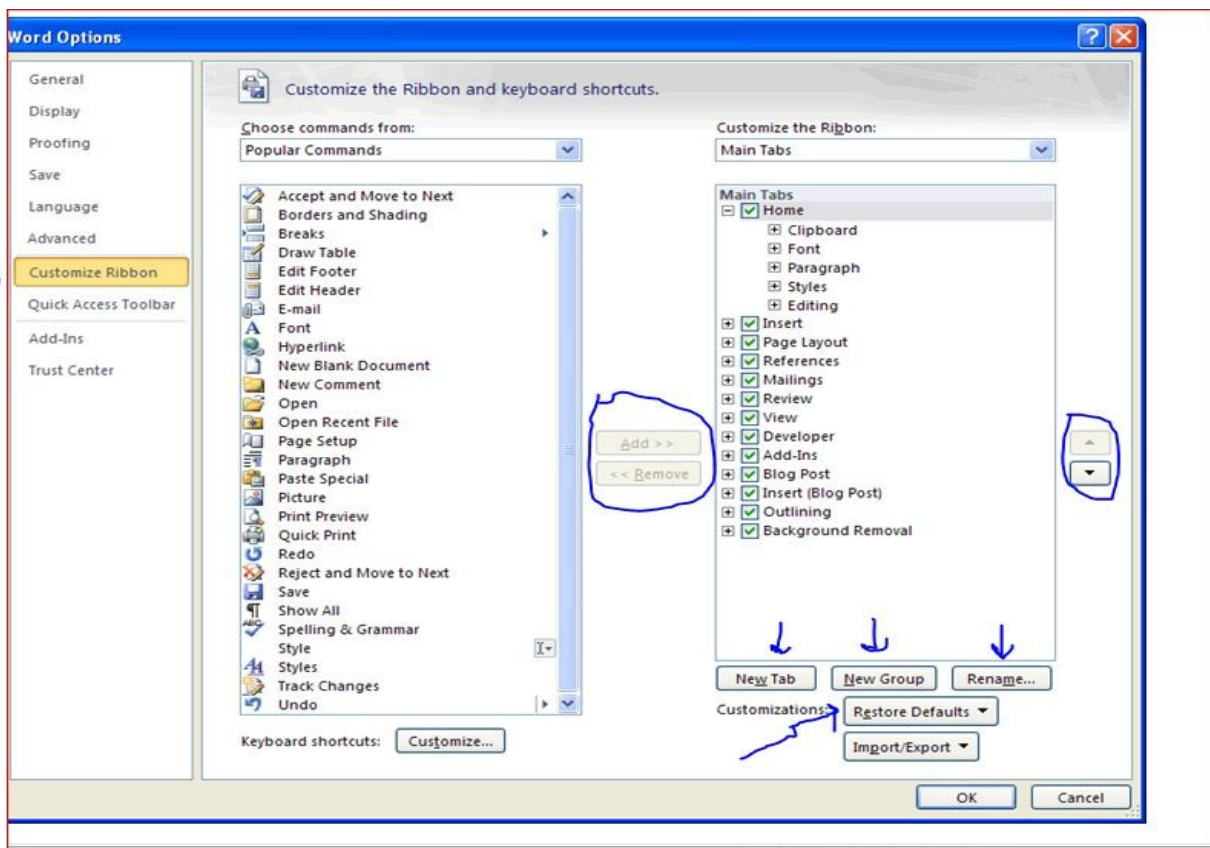 Word Options
General
Display
Proofing
Save
Language
Advanced
Customize Ribbon
Quick Access Toolbar
Add-Ins
Trust Center
Customize the Ribbon and keyboard shortcuts.
Choose commands from:
Popular Commands
Accept and Move to Next
Borders and Shading
Breaks
Draw Table
Edit Footer
Edit Header
E-mail
Font
Hyperlink
New Blank Document
New Comment
Open
Open Recent File
Page Setup
Paragraph
Paste Special
Picture
Print Preview
Quick Print
Redo
Reject and Move to Next
Save
Show All
Spelling & Grammar
Style
Styles
Track Changes
Undo
Keyboard shortcuts: Customize...
Add >>
<< Remove
Customize the Ribbon:
Main Tabs
Main Tabs
Home
Clipboard
Font
Paragraph
Styles
Editing
Insert
Page Layout
References
Mailings
Review
View
Developer
Add-Ins
Blog Post
Insert (Blog Post)
Outlining
Background Removal
New Tab New Group Rename...
Customizations: Restore Defaults
Import/Export
OK Cancel